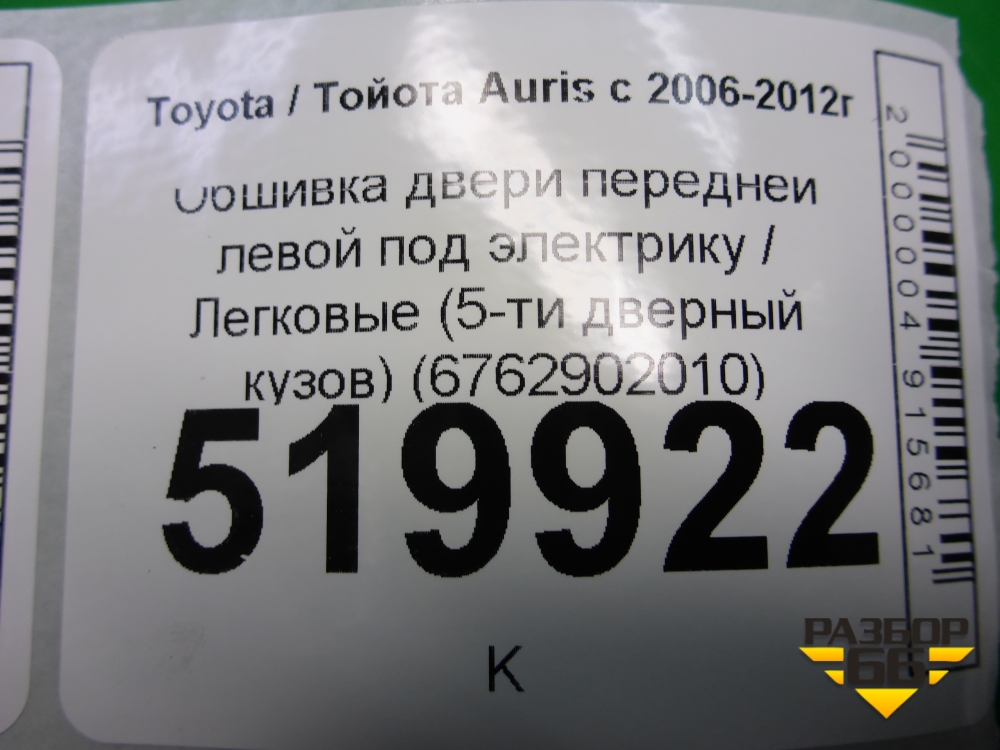 Toyota / Тойота Auris с 2006-2012г
Обшивка двери передней
левой под электрику /
Легковые (5-ти дверный
кузов) (6762902010)
519922
К
2000004915681
РАЗБОР
66